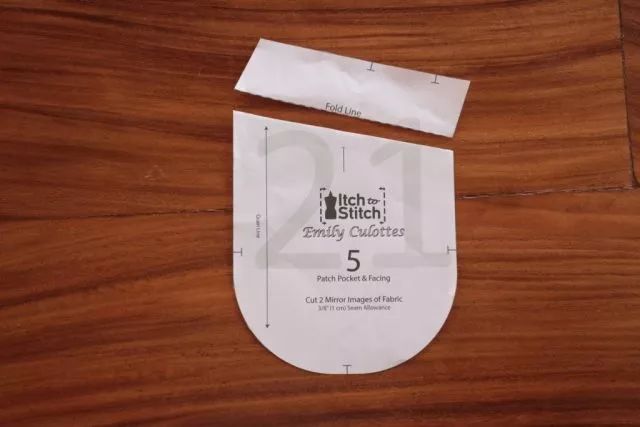 Fold Line
21
Itch to
Stitch
Emily Culottes
5
Patch Pocket & Facing
Cut 2 Mirror Images of Fabric
3/8" (1 cm) Seam Allowance
Grain Line